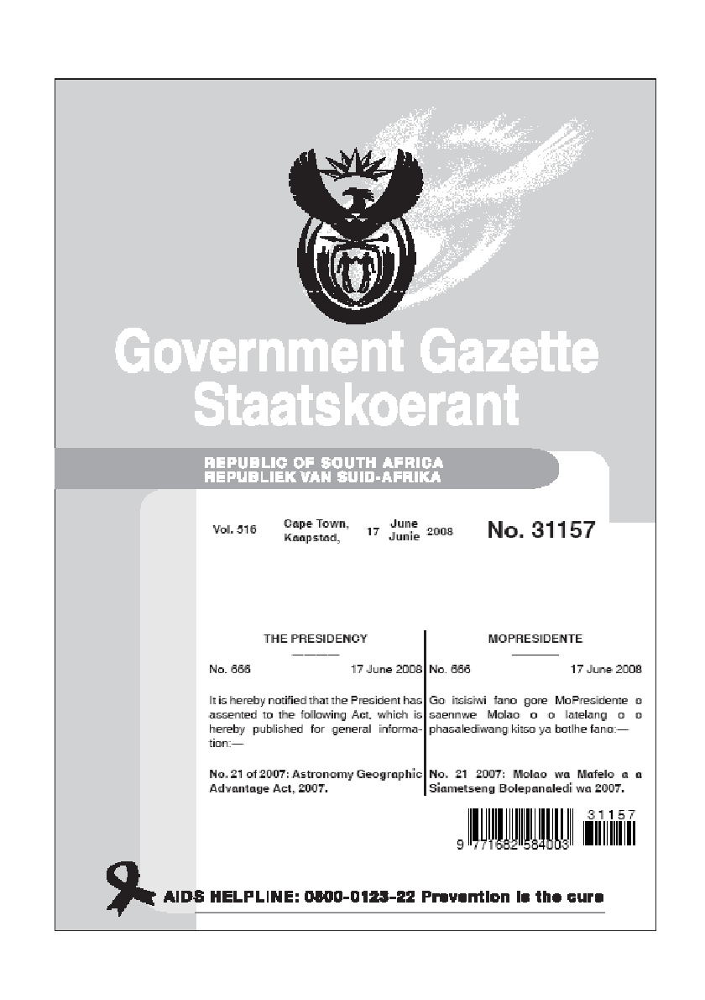 Government Gazette
Staatskoerant
REPUBLIC OF SOUTH AFRICA
REPUBLIEK VAN SUID-AFRIKA
Vol. 516 Cape Town, Kaapstad, 17 June Junie 2008 No. 31157
THE PRESIDENCY
No. 666 17 June 2008
It is hereby notified that the President has
assented to the following Act, which is
hereby published for general informa-
tion:—
No. 21 of 2007: Astronomy Geographic
Advantage Act, 2007.
MOPRESIDENTE
No. 666 17 June 2008
Go itsisiwi fano gore MoPresidente o
saennwe Molao o o latelang o o
phasalediwang kitso ya botlhe fano:—
No. 21 2007: Molao wa Mafelo a a
Siametseng Bolepanaledi wa 2007.
31157
9 771682 584003
AIDS HELPLINE: 0800-0123-22 Prevention is the cure